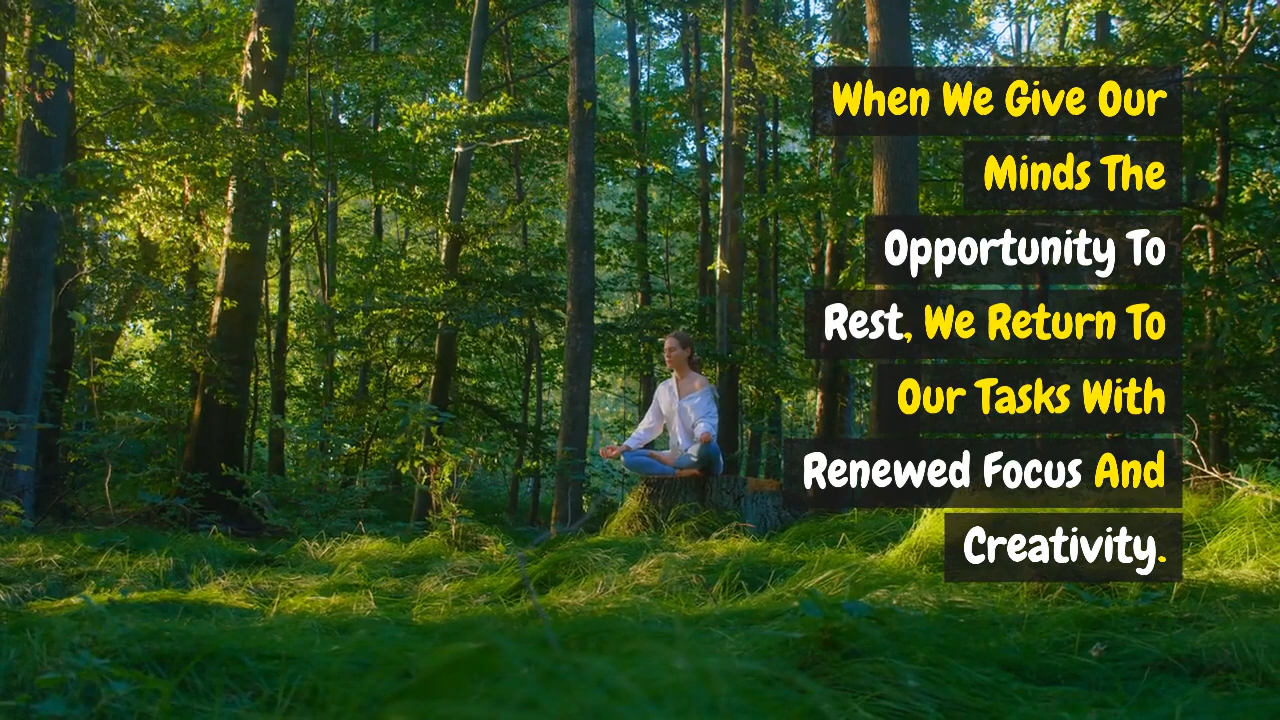 When We Give Our
Minds The
Opportunity To
Rest, We Return To
Our Tasks With
Renewed Focus And
Creativity.